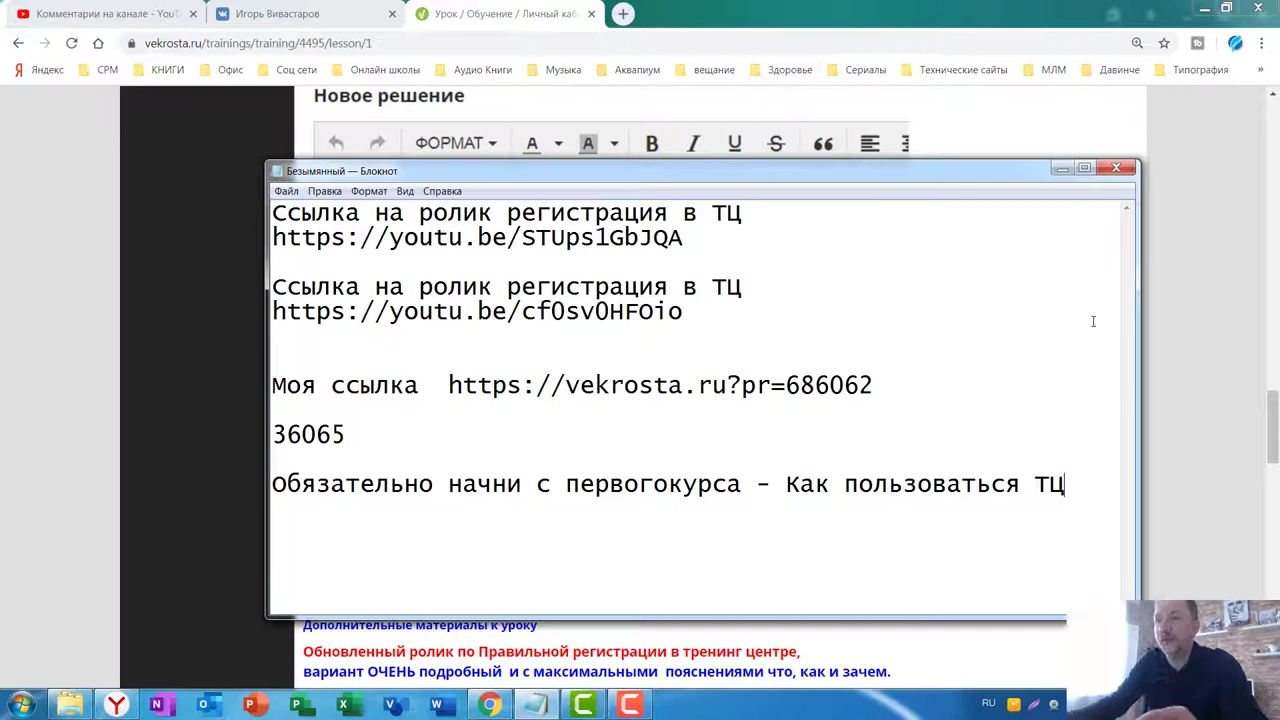 Комментарии на канале - YouT
Игорь Вивастаров
Урок / Обучение / Личный каб
vekrosta.ru/trainings/training/4495/lesson/1
Яндекс СРМ КНИГИ Офис Соц сети Онлайн школы Аудио Книги Музыка Аквапиум вещание Здоровье Сериалы Технические сайты МЛМ Давинче Типография »
Новое решение
ФОРМАТ A A B I U S
Безымянный — Блокнот
Файл Правка Формат Вид Справка
Ссылка на ролик регистрация в ТЦ
https://youtu.be/STUps1GbJQA
Ссылка на ролик регистрация в ТЦ
https://youtu.be/cf0sv0HFOio
Моя ссылка https://vekrosta.ru?pr=686062
36065
Обязательно начни с первогокурса - Как пользоваться ТЦ
Дополнительные материалы к уроку
Обновленный ролик по Правильной регистрации в тренинг центре,
вариант ОЧЕНЬ подробный и с максимальными пояснениями что, как и зачем.
RU